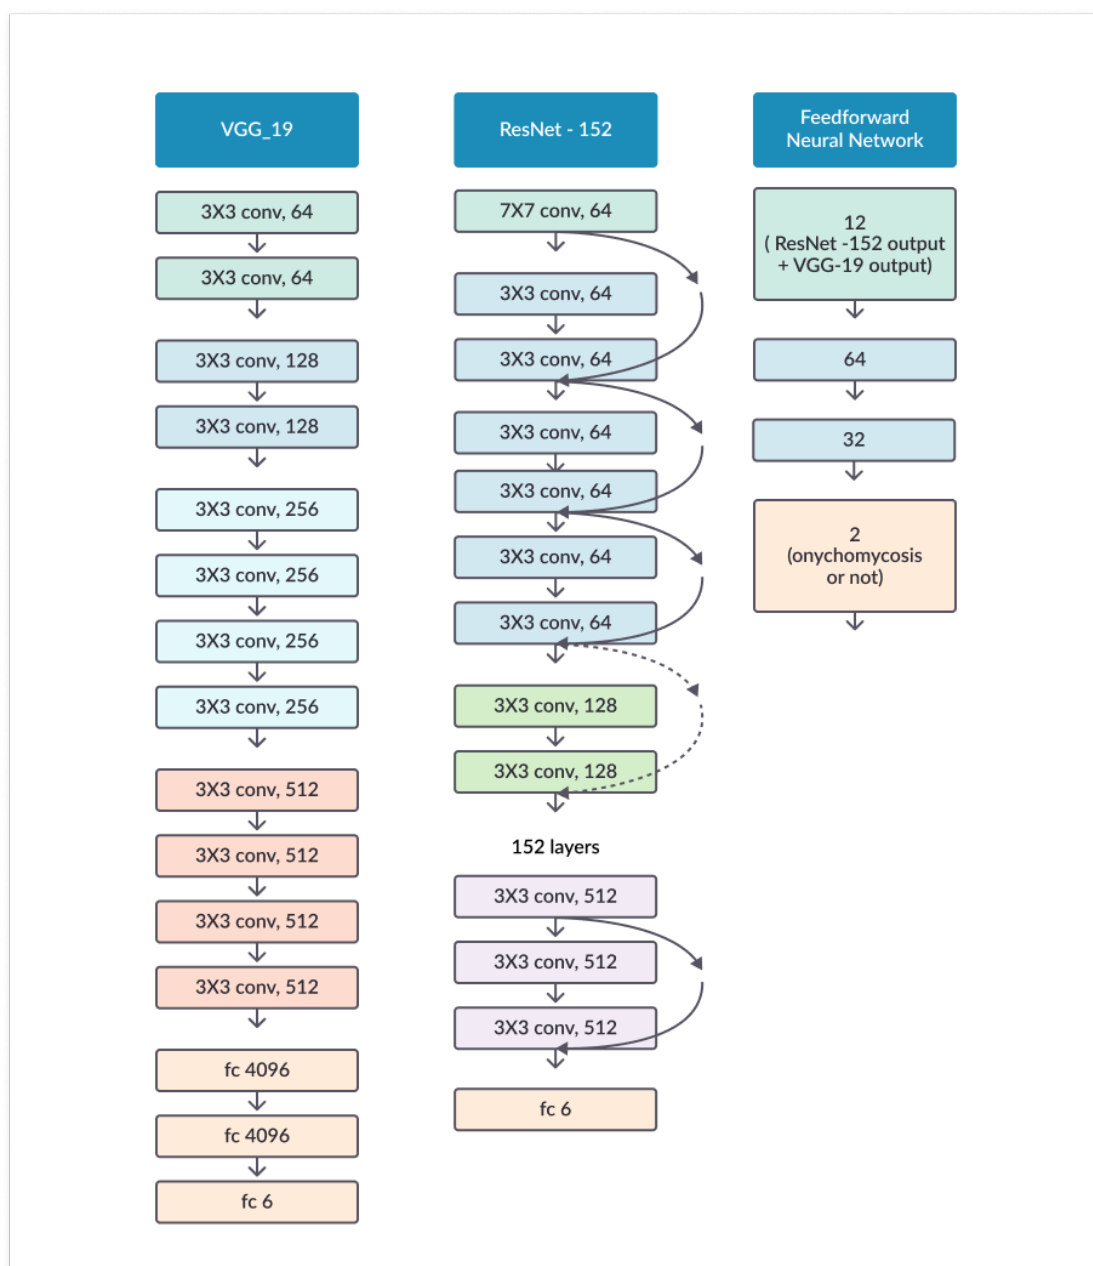 VGG_19
3X3 conv, 64
3X3 conv, 64
3X3 conv, 128
3X3 conv, 128
3X3 conv, 256
3X3 conv, 256
3X3 conv, 256
3X3 conv, 256
3X3 conv, 512
3X3 conv, 512
3X3 conv, 512
3X3 conv, 512
fc 4096
fc 4096
fc 6
ResNet - 152
7X7 conv, 64
3X3 conv, 64
3X3 conv, 64
3X3 conv, 64
3X3 conv, 64
3X3 conv, 64
3X3 conv, 64
3X3 conv, 128
3X3 conv, 128
152 layers
3X3 conv, 512
3X3 conv, 512
3X3 conv, 512
fc 6
Feedforward
Neural Network
12
( ResNet -152 output
+ VGG-19 output)
64
32
2
(onychomycosis
or not)